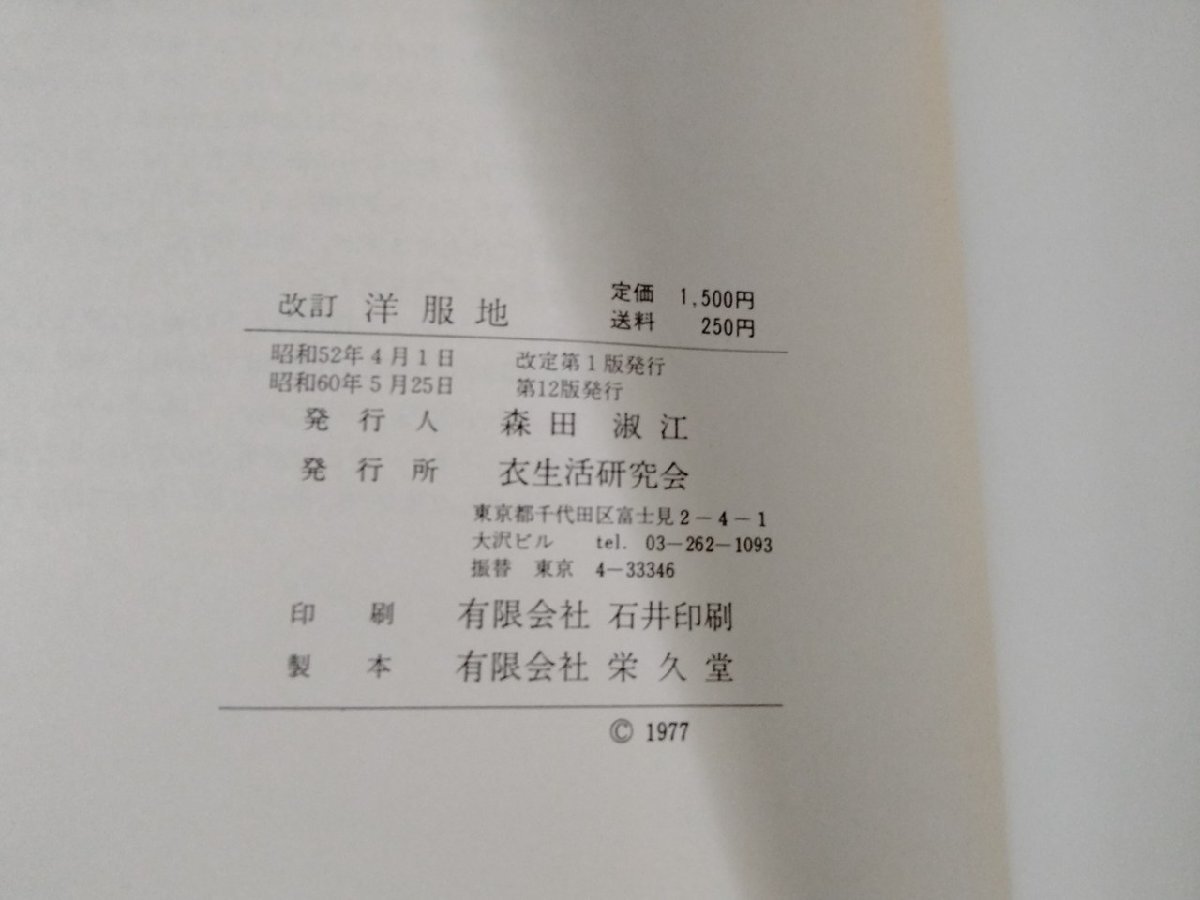 改訂 洋服地 定価 1,500円
送料 250円
昭和52年4月1日 改定第1版発行
昭和60年5月25日 第12版発行
発行人 森田 淑江
発行所 衣生活研究会
東京都千代田区富士見2-4-1
大沢ビル tel. 03-262-1093
振替 東京 4-33346
印刷 有限会社 石井印刷
製本 有限会社 栄久堂
© 1977